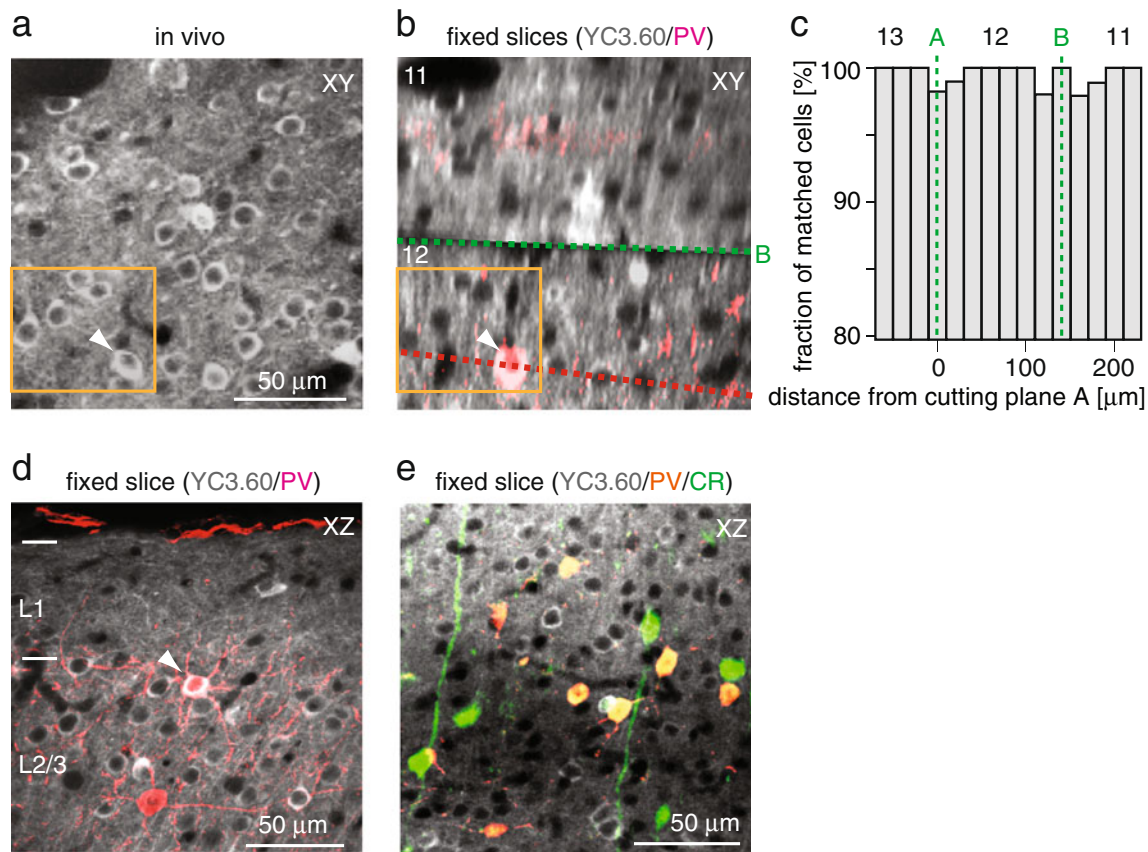 a
in vivo
XY
50 μm
b
fixed slices (YC3.60/PV)
11
XY
B
12
c
13 A 12 B 11
fraction of matched cells [%]
100
90
80
0 100 200
distance from cutting plane A [μm]
d
fixed slice (YC3.60/PV)
XZ
L1
L2/3
50 μm
e
fixed slice (YC3.60/PV/CR)
XZ
50 μm